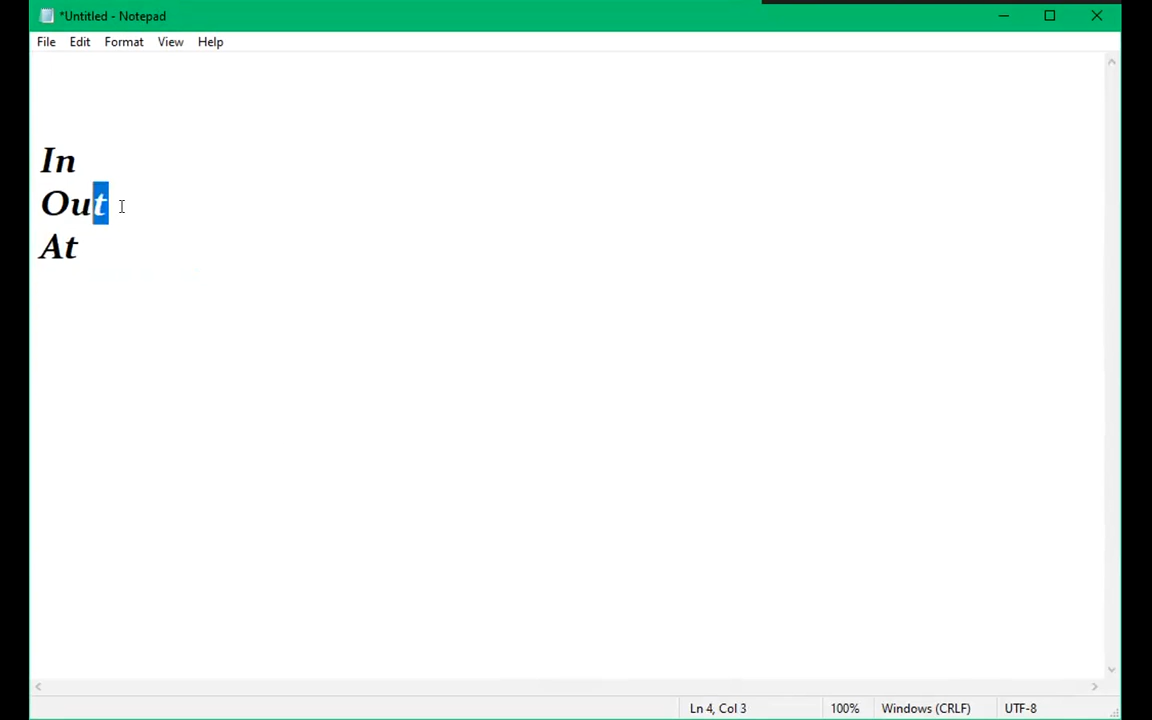 *Untitled - Notepad
File Edit Format View Help
In
Out
At
Ln 4, Col 3 100% Windows (CRLF) UTF-8